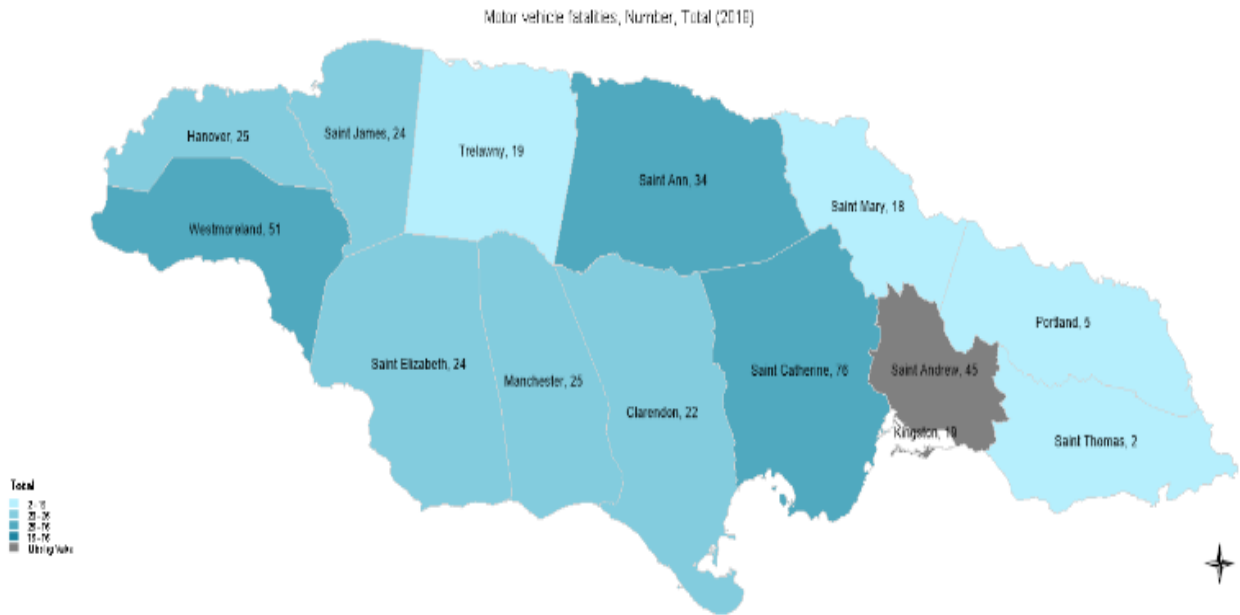 Motor vehicle fatalities, Number, Total (2018)
Hanover, 25
Saint James, 24
Trelawny, 19
Saint Ann, 34
Saint Mary, 18
Westmoreland, 51
Portland, 5
Saint Elizabeth, 24
Manchester, 25
Saint Catherine, 76
Saint Andrew, 45
Clarendon, 22
Kingston, 19
Saint Thomas, 2
Total